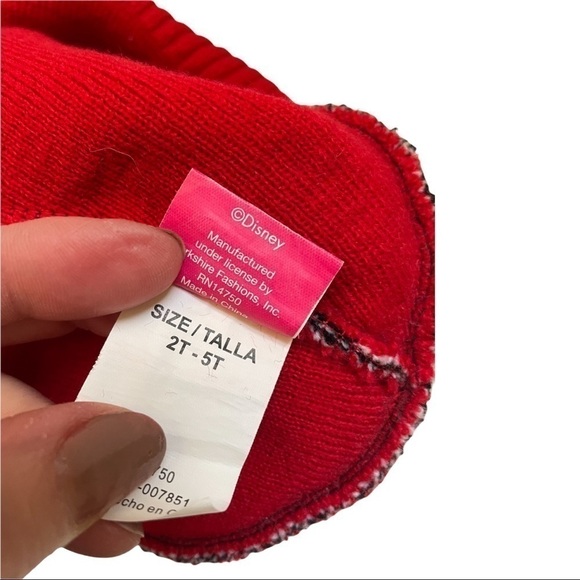 ©Disney
Manufactured
under license by
rkshire Fashions, Inc.
RN14750
Made in China
SIZE / TALLA
2T - 5T
750
-007851
cho en C